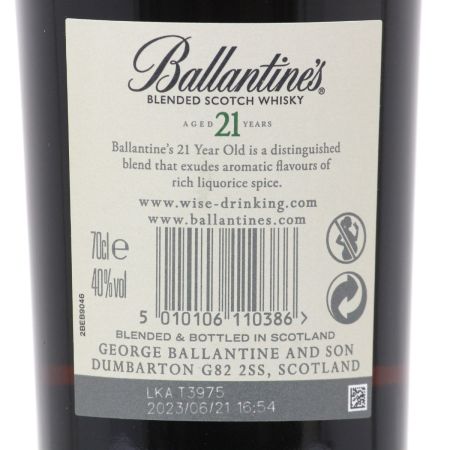 Ballantine's®
BLENDED SCOTCH WHISKY
AGED 21 YEARS
Ballantine's 21 Year Old is a distinguished
blend that exudes aromatic flavours of
rich liquorice spice.
www.wise-drinking.com
www.ballantines.com
70cl ℮
40%vol
2BEB9046
5 010106 110386 >
BLENDED & BOTTLED IN SCOTLAND
GEORGE BALLANTINE AND SON
DUMBARTON G82 2SS, SCOTLAND
LKA T3975
2023/06/21 16:54